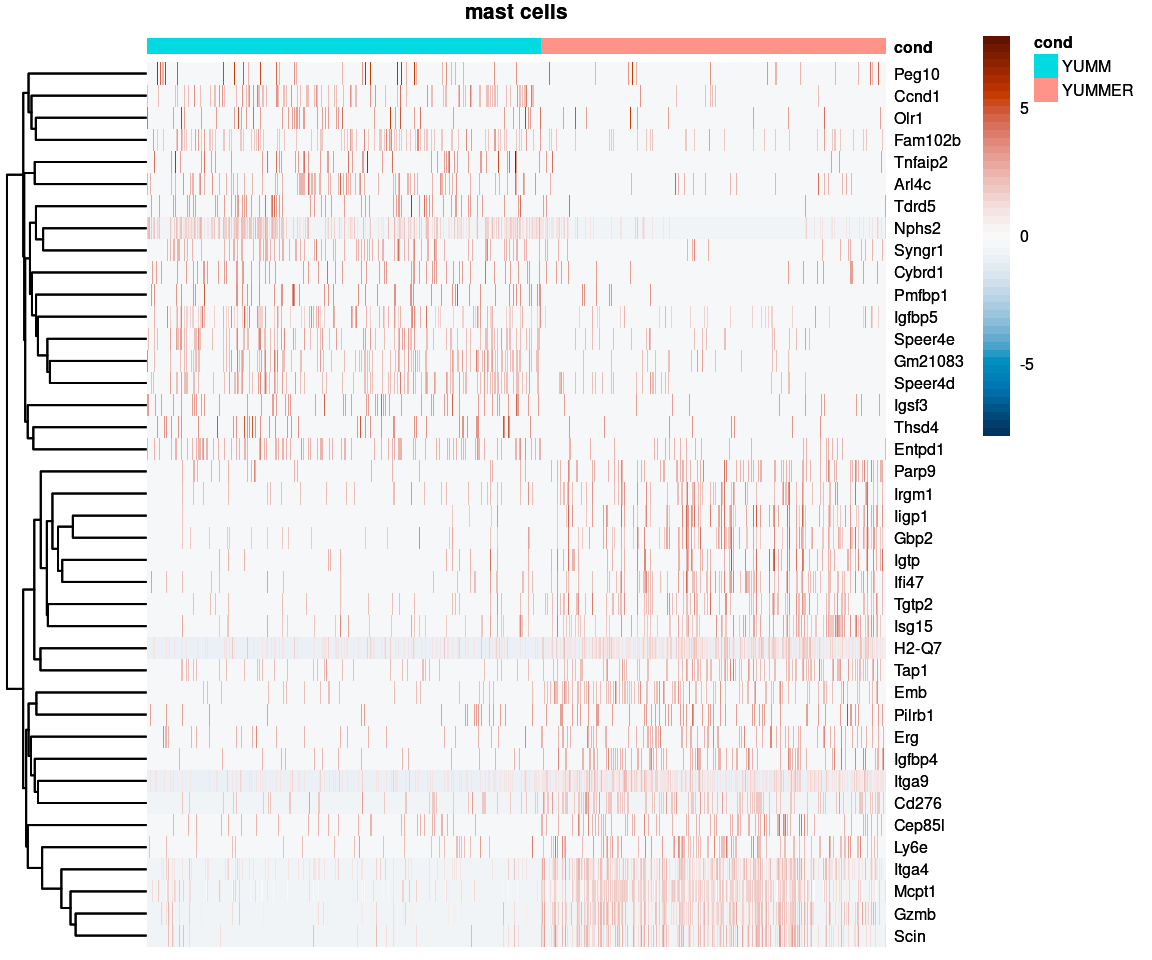 mast cells
cond
Peg10
Ccnd1
Olr1
Fam102b
Tnfaip2
Arl4c
Tdrd5
Nphs2
Syngr1
Cybrd1
Pmfbp1
Igfbp5
Speer4e
Gm21083
Speer4d
Igsf3
Thsd4
Entpd1
Parp9
Irgm1
Iigp1
Gbp2
Igtp
Ifi47
Tgtp2
Isg15
H2-Q7
Tap1
Emb
Pilrb1
Erg
Igfbp4
Itga9
Cd276
Cep85l
Ly6e
Itga4
Mcpt1
Gzmb
Scin
5
0
-5
cond
YUMM
YUMMER